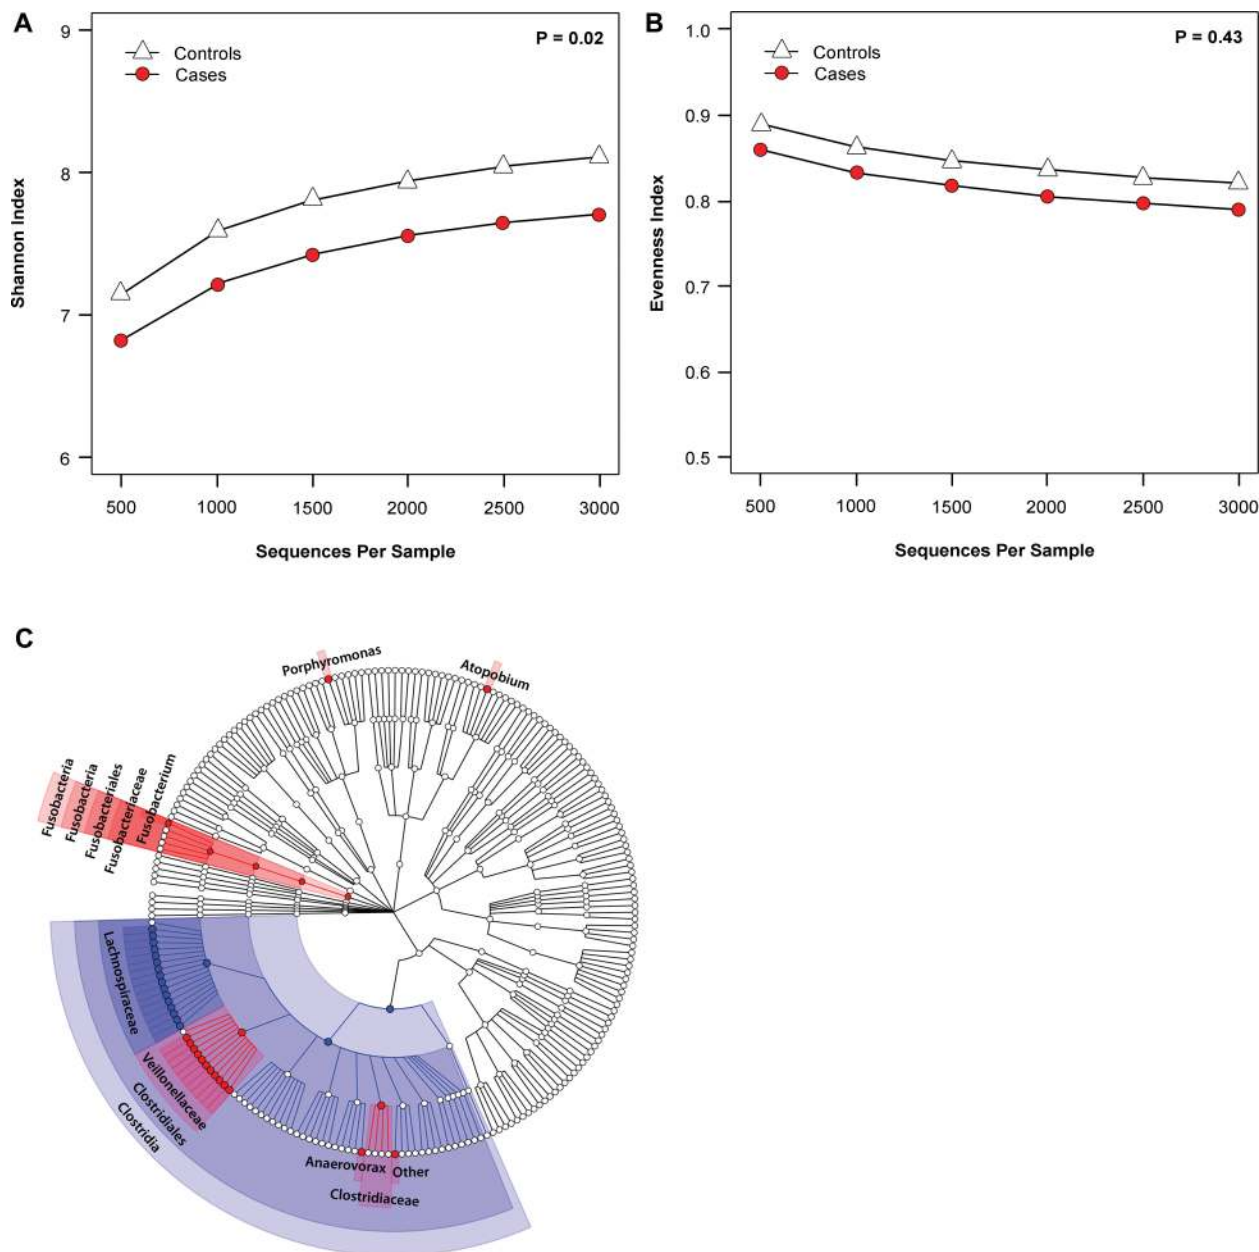 A
P = 0.02
Controls
Cases
9
8
7
6
Shannon Index
500 1000 1500 2000 2500 3000
Sequences Per Sample
B
P = 0.43
Controls
Cases
1.0
0.9
0.8
0.7
0.6
0.5
Evenness Index
500 1000 1500 2000 2500 3000
Sequences Per Sample
C
Porphyromonas
Atopobium
Fusobacteria
Fusobacteria
Fusobacteriales
Fusobacteriaceae
Fusobacterium
Lachnospiraceae
Veillonellaceae
Clostridiales
Clostridia
Anaerovorax
Other
Clostridiaceae